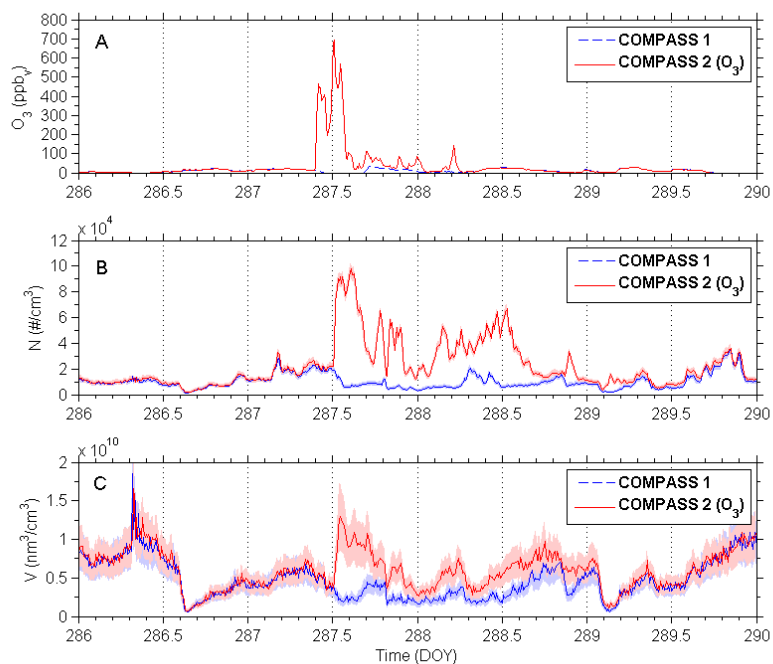 A
O₃ (ppbᵥ)
800
700
600
500
400
300
200
100
0
COMPASS 1
COMPASS 2 (O₃)
286 286.5 287 287.5 288 288.5 289 289.5 290
x 10⁴
B
N (#/cm³)
12
10
8
6
4
2
0
COMPASS 1
COMPASS 2 (O₃)
286 286.5 287 287.5 288 288.5 289 289.5 290
x 10¹⁰
C
V (nm³/cm³)
2
1.5
1
0.5
0
COMPASS 1
COMPASS 2 (O₃)
286 286.5 287 287.5 288 288.5 289 289.5 290
Time (DOY)